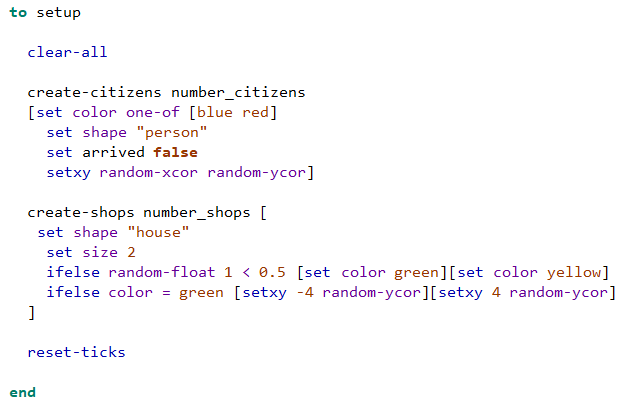 to setup
clear-all
create-citizens number_citizens
[set color one-of [blue red]
set shape "person"
set arrived false
setxy random-xcor random-ycor]
create-shops number_shops [
set shape "house"
set size 2
ifelse random-float 1 < 0.5 [set color green][set color yellow]
ifelse color = green [setxy -4 random-ycor][setxy 4 random-ycor]
]
reset-ticks
end